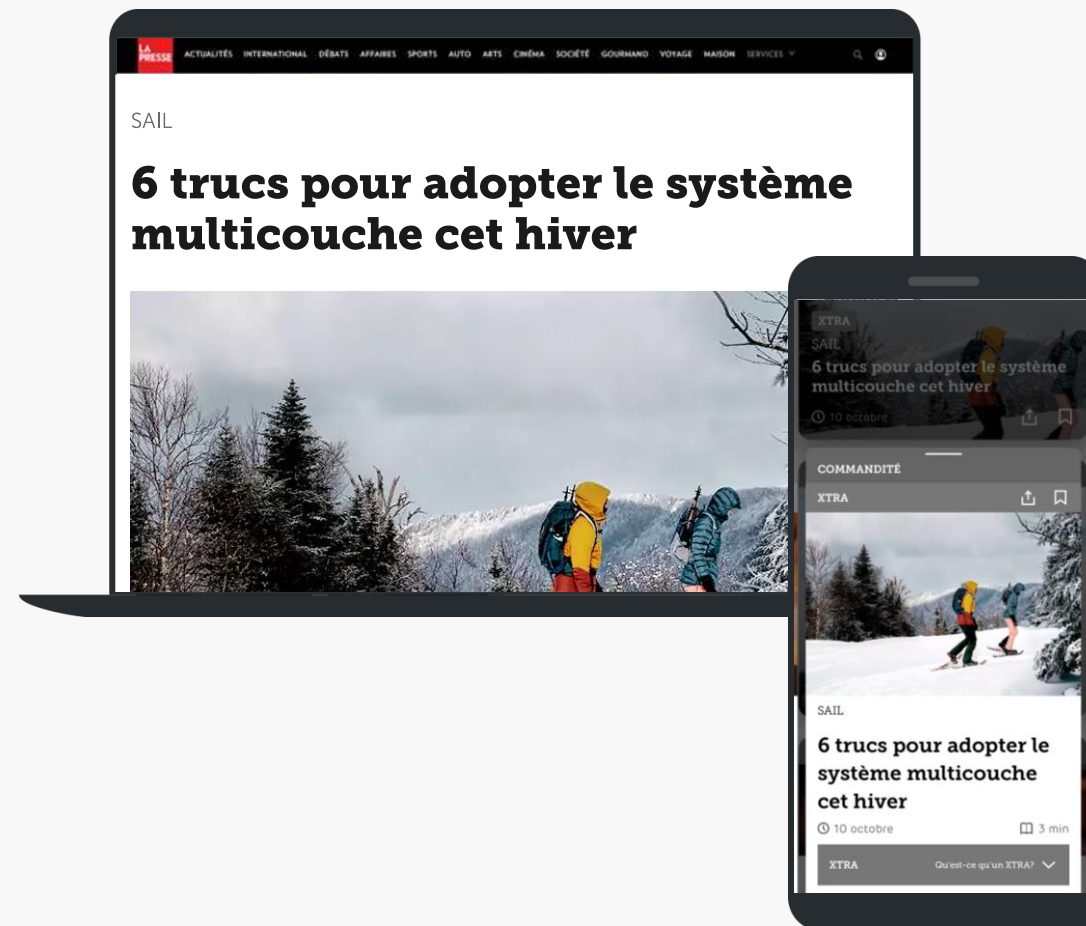 LA
PRESSE
ACTUALITÉS INTERNATIONAL DÉBATS AFFAIRES SPORTS AUTO ARTS CINÉMA SOCIÉTÉ GOURMAND VOYAGE MAISON SERVICES
SAIL
6 trucs pour adopter le système
multicouche cet hiver
XTRA
SAIL
6 trucs pour adopter le système
multicouche cet hiver
10 octobre
COMMANDITÉ
XTRA
SAIL
6 trucs pour adopter le
système multicouche
cet hiver
10 octobre 3 min
XTRA Qu'est-ce qu'un XTRA?